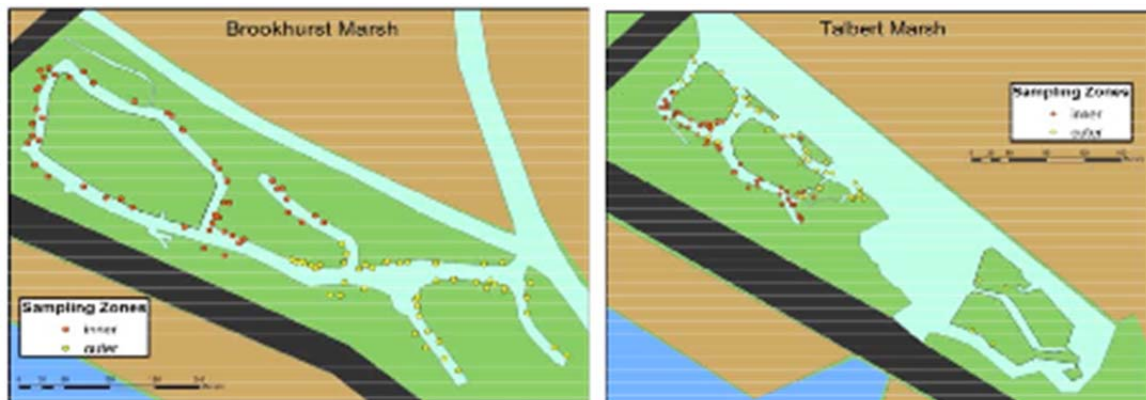 Brookhurst Marsh
Sampling Zones
inner
outer
Talbert Marsh
Sampling Zones
inner
outer